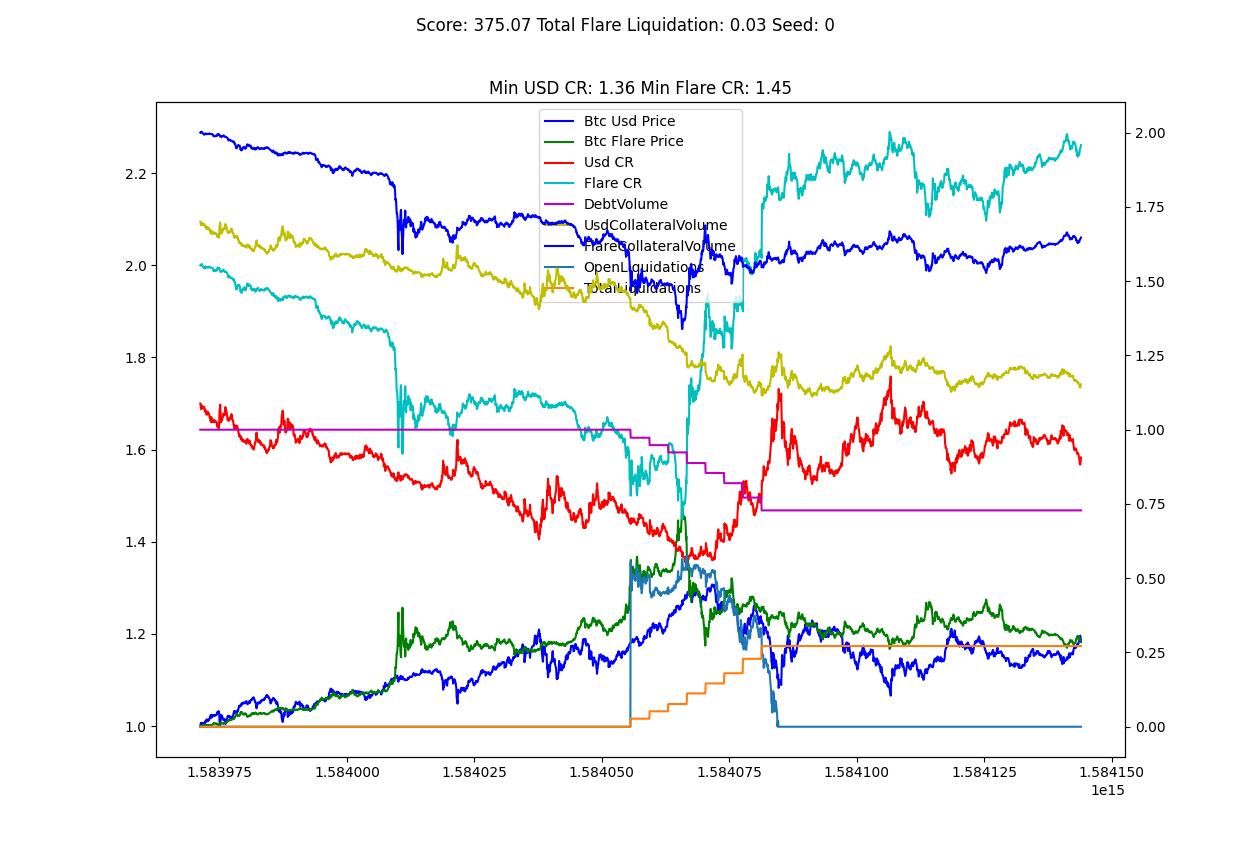 Score: 375.07 Total Flare Liquidation: 0.03 Seed: 0
Min USD CR: 1.36 Min Flare CR: 1.45
Btc Usd Price
Btc Flare Price
Usd CR
Flare CR
DebtVolume
UsdCollateralVolume
FlareCollateralVolume
OpenLiquidations
TotalLiquidations
2.2
2.0
1.8
1.6
1.4
1.2
1.0
2.00
1.75
1.50
1.25
1.00
0.75
0.50
0.25
0.00
1.583975
1.584000
1.584025
1.584050
1.584075
1.584100
1.584125
1.584150
1e15